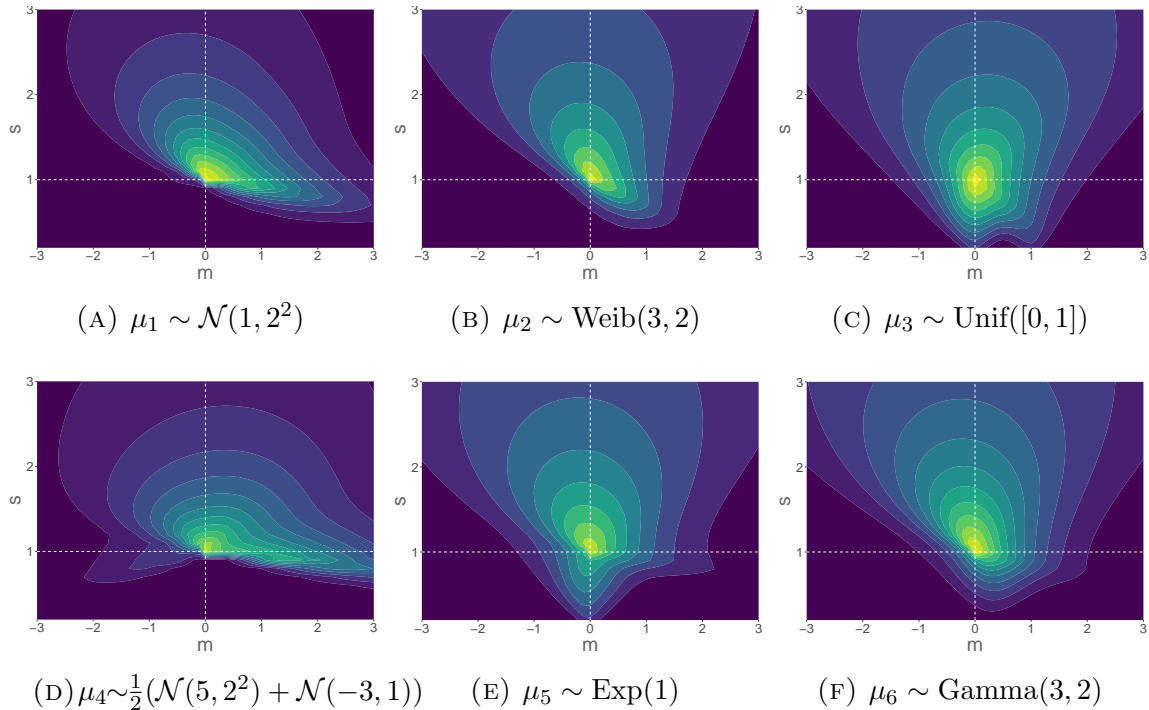 3
2
1
s
−3 −2 −1 0 1 2 3
m
3
2
1
s
−3 −2 −1 0 1 2 3
m
3
2
1
s
−3 −2 −1 0 1 2 3
m
(A) μ₁ ∼ 𝒩(1, 2²)
(B) μ₂ ∼ Weib(3, 2)
(C) μ₃ ∼ Unif([0, 1])
3
2
1
s
−3 −2 −1 0 1 2 3
m
3
2
1
s
−3 −2 −1 0 1 2 3
m
3
2
1
s
−3 −2 −1 0 1 2 3
m
(D) μ₄∼½(𝒩(5, 2²) + 𝒩(−3, 1))
(E) μ₅ ∼ Exp(1)
(F) μ₆ ∼ Gamma(3, 2)